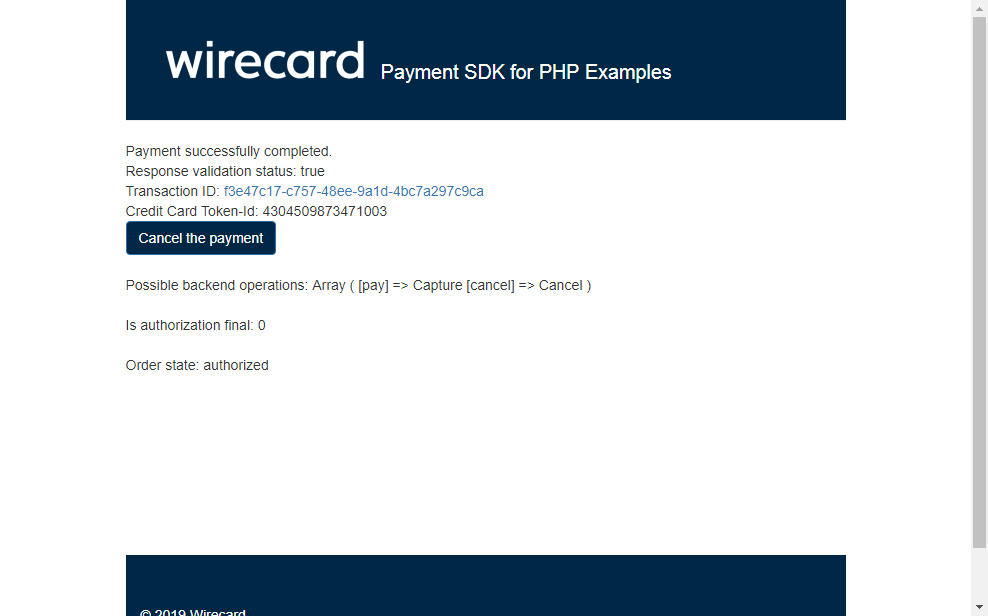 wirecard Payment SDK for PHP Examples
Payment successfully completed.
Response validation status: true
Transaction ID: f3e47c17-c757-48ee-9a1d-4bc7a297c9ca
Credit Card Token-Id: 4304509873471003
Cancel the payment
Possible backend operations: Array ( [pay] => Capture [cancel] => Cancel )
Is authorization final: 0
Order state: authorized
© 2019 Wirecard